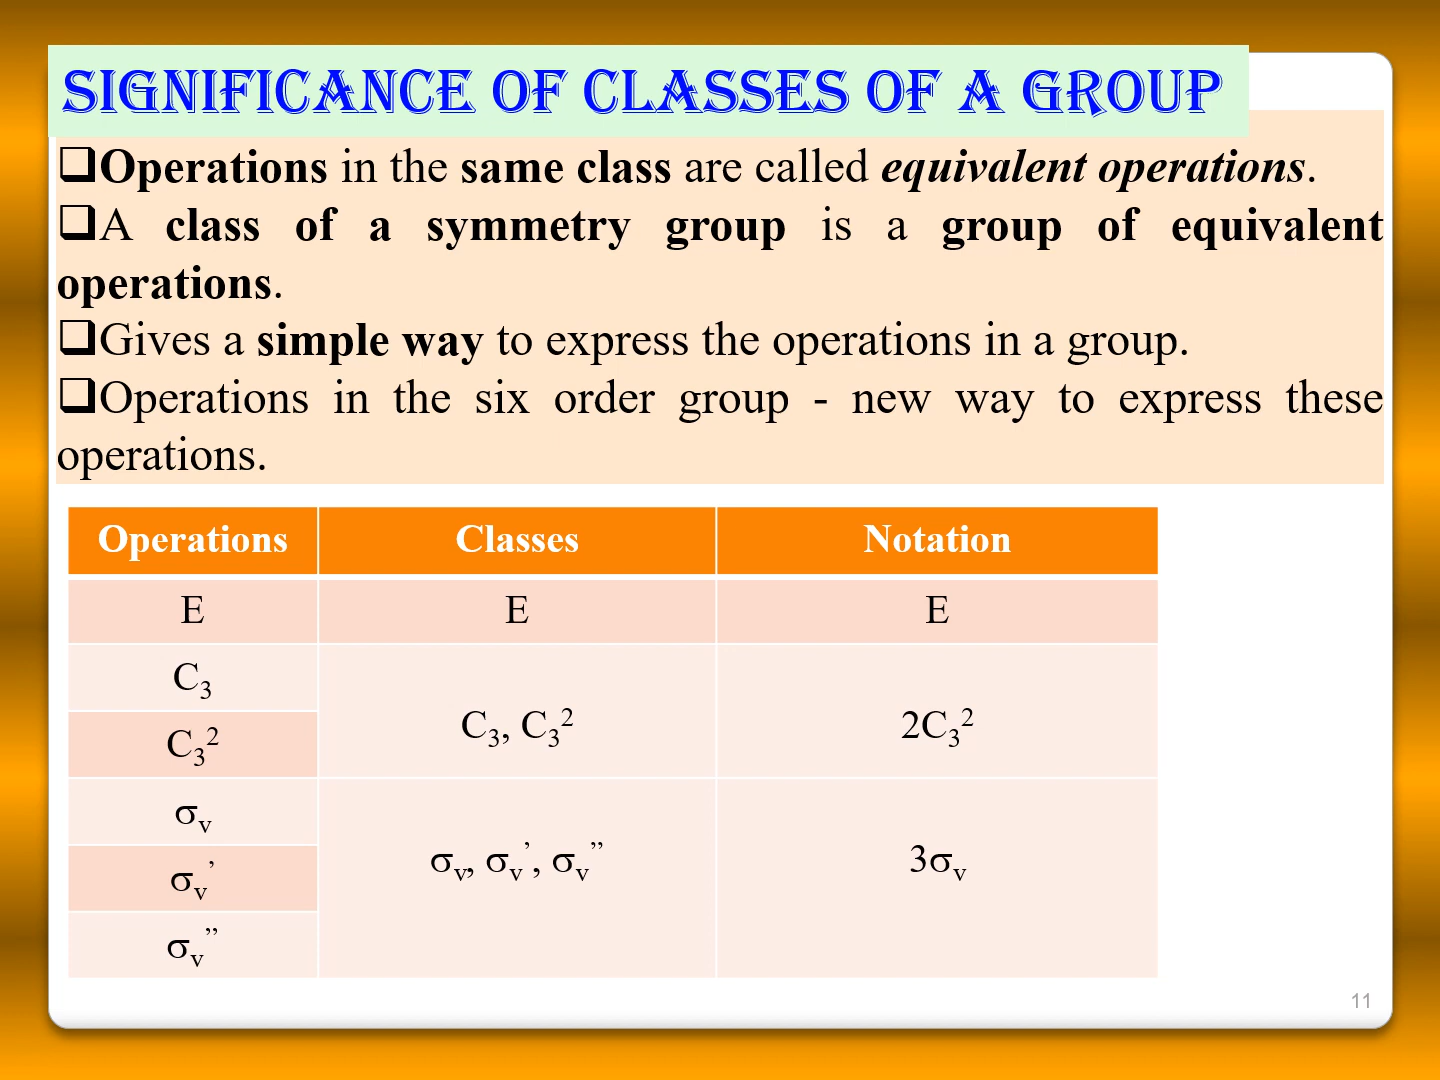 SIGNIFICANCE OF CLASSES OF A GROUP
❑Operations in the same class are called equivalent operations.
❑A class of a symmetry group is a group of equivalent
operations.
❑Gives a simple way to express the operations in a group.
❑Operations in the six order group - new way to express these
operations.
Operations Classes Notation
E E E
C₃
C₃, C₃² 2C₃²
C₃²
σᵥ
σᵥ, σᵥ’, σᵥ” 3σᵥ
σᵥ’
σᵥ”
11